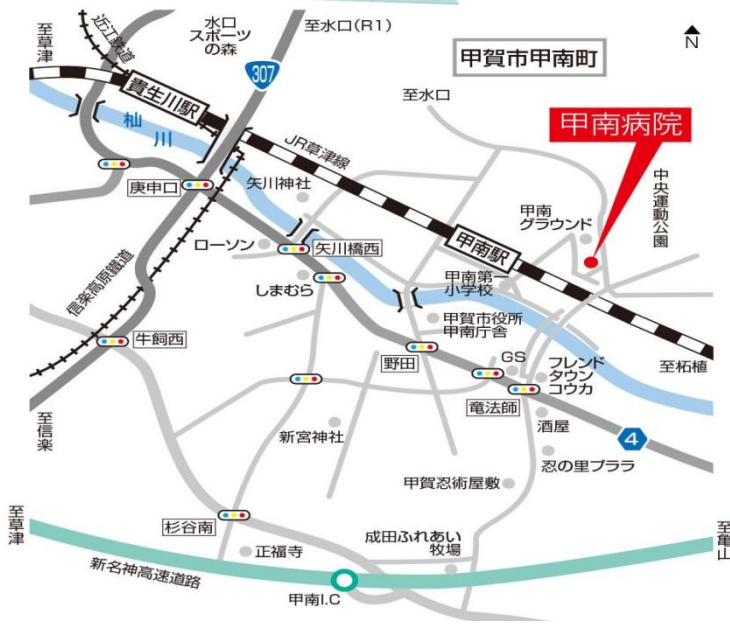 至草津
近江鉄道
水口
スポーツ
の森
至水口(R1)
307
甲賀市甲南町
N
至水口
甲南病院
貴生川駅
杣川
JR草津線
中央運動公園
庚申口
矢川神社
甲南
グラウンド
ローソン
矢川橋西
甲南駅
甲南第一
小学校
しまむら
信楽高原鐵道
甲賀市役所
甲南庁舎
牛飼西
野田
GS
フレンド
タウン
コウカ
至柘植
竜法師
至信楽
新宮神社
酒屋
4
忍の里プララ
甲賀忍術屋敷
至草津
杉谷南
正福寺
成田ふれあい
牧場
至亀山
新名神高速道路
甲南I.C